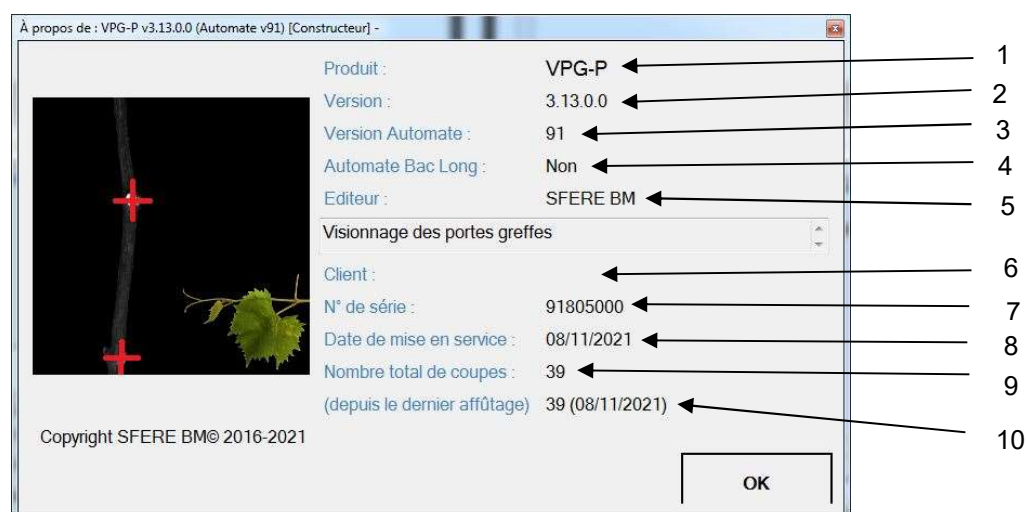 À propos de : VPG-P v3.13.0.0 (Automate v91) [Constructeur] -
Produit : VPG-P 1
Version : 3.13.0.0 2
Version Automate : 91 3
Automate Bac Long : Non 4
Editeur : SFERE BM 5
Visionnage des portes greffes
Client : 6
N° de série : 91805000 7
Date de mise en service : 08/11/2021 8
Nombre total de coupes : 39 9
(depuis le dernier affûtage) 39 (08/11/2021) 10
Copyright SFERE BM© 2016-2021
OK